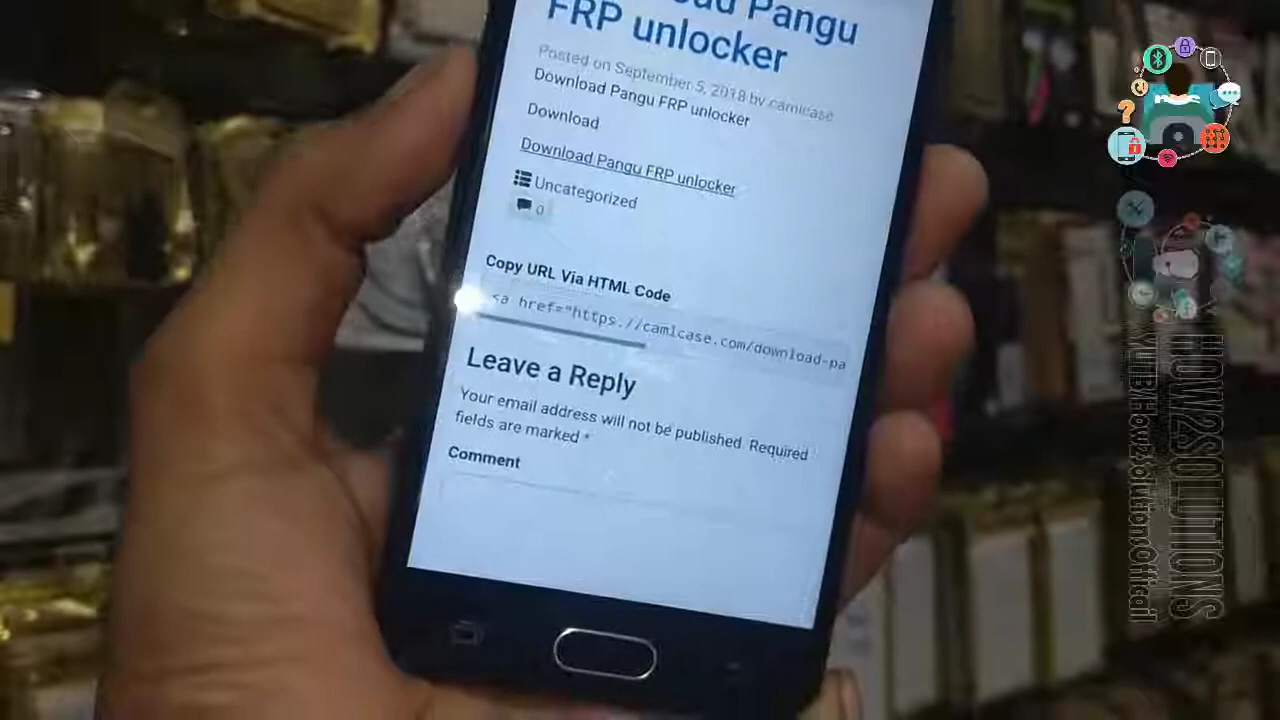 oad Pangu
FRP unlocker
Posted on September 5, 2018 by camlcase
Download Pangu FRP unlocker
Download
Download Pangu FRP unlocker
Uncategorized
0
Copy URL Via HTML Code
<a href="https://camlcase.com/download-pa
Leave a Reply
Your email address will not be published. Required
fields are marked *
Comment
HOW2SOLUTIONS